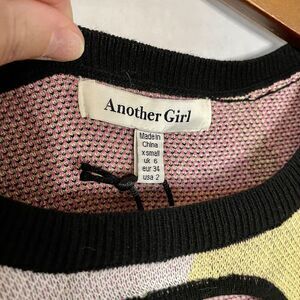 Another Girl
Made in
China
x small
uk 6
eur 34
usa 2